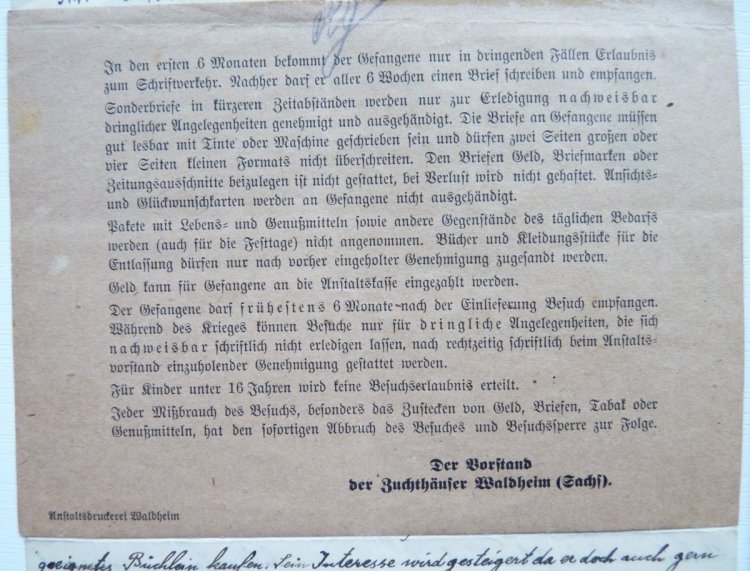 In den ersten 6 Monaten bekommt der Gefangene nur in dringenden Fällen Erlaubnis
zum Schriftwerkehr. Nachher darf er aller 6 Wochen einen Brief schreiben und empfangen.
Sonderbriefe in kürzeren Zeitabständen werden nur zur Erledigung nachweisbar
dringlicher Angelegenheiten genehmigt und ausgehändigt. Die Briefe an Gefangene müssen
gut lesbar mit Tinte oder Maschine geschrieben sein und dürfen zwei Seiten großen oder
vier Seiten kleinen Formats nicht überschreiten. Den Briefen Geld, Briefmarken oder
Zeitungsausschnitte beizulegen ist nicht gestattet, bei Verlust wird nicht gehaftet. Ansichts-
und Glückwunschkarten werden an Gefangene nicht ausgehändigt.
Pakete mit Lebens- und Genußmitteln sowie andere Gegenstände des täglichen Bedarfs
werden (auch für die Festtage) nicht angenommen. Bücher und Kleidungsstücke für die
Entlassung dürfen nur nach vorher eingeholter Genehmigung zugesandt werden.
Geld kann für Gefangene an die Anstaltskasse eingezahlt werden.
Der Gefangene darf frühestens 6 Monate nach der Einlieferung Besuch empfangen.
Während des Krieges können Besuche nur für dringliche Angelegenheiten, die sich
nachweisbar schriftlich nicht erledigen lassen, nach rechtzeitig schriftlich beim Anstalts-
vorstand einzuholender Genehmigung gestattet werden.
Für Kinder unter 16 Jahren wird keine Besuchserlaubnis erteilt.
Jeder Mißbrauch des Besuchs, besonders das Zustecken von Geld, Briefen, Tabak oder
Genußmitteln, hat den sofortigen Abbruch des Besuches und Besuchssperre zur Folge.
Der Vorstand
der Zuchthäuser Waldheim (Sachs).
Anstaltsdruckerei Waldheim
geeignetes Büchlein kaufen. Sein Interesse wird gesteigert da er doch auch gern